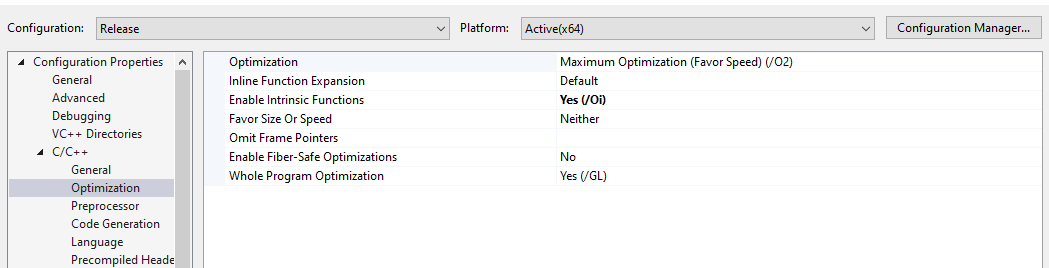 Configuration: Release Platform: Active(x64) Configuration Manager...
Configuration Properties
General
Advanced
Debugging
VC++ Directories
C/C++
General
Optimization
Preprocessor
Code Generation
Language
Precompiled Heade
Optimization Maximum Optimization (Favor Speed) (/O2)
Inline Function Expansion Default
Enable Intrinsic Functions Yes (/Oi)
Favor Size Or Speed Neither
Omit Frame Pointers
Enable Fiber-Safe Optimizations No
Whole Program Optimization Yes (/GL)